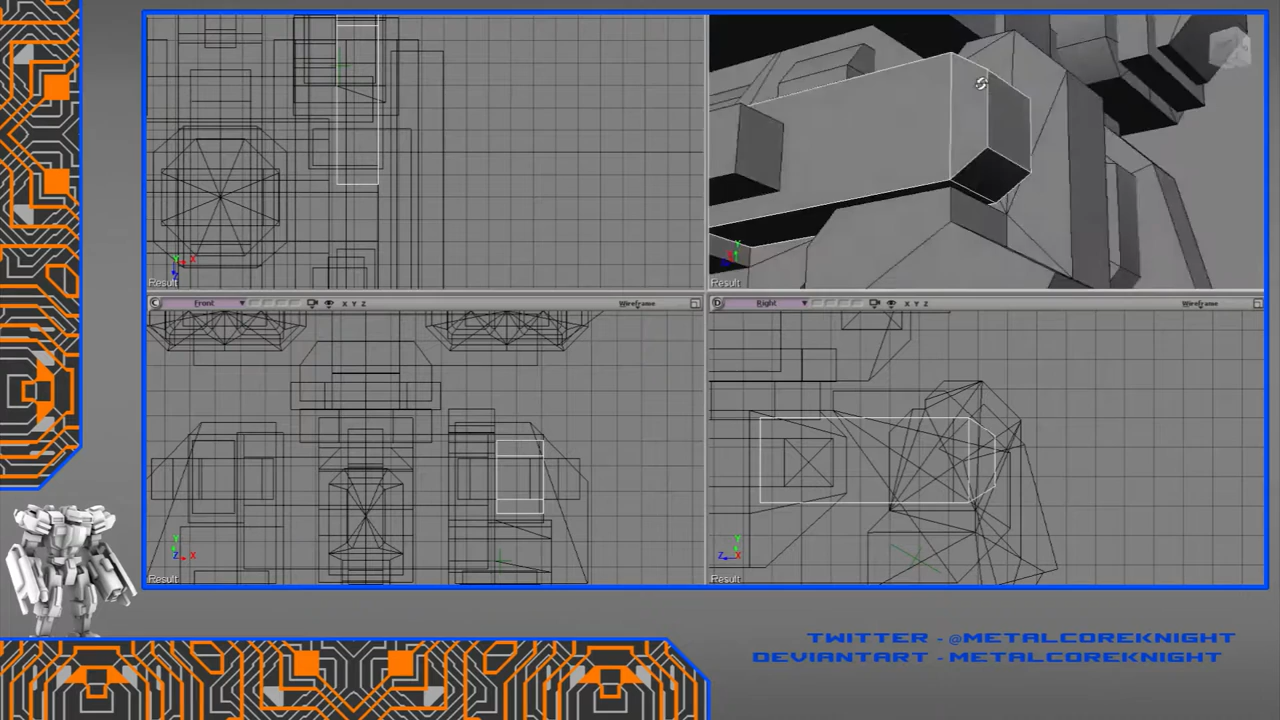 Y
X
Z
Result
Y
Result
C Front X Y Z Wireframe
D Right X Y Z Wireframe
Y
Z X
Result
Y
Z X
Result
TWITTER - @METALCOREKNIGHT
DEVIANTART - METALCOREKNIGHT